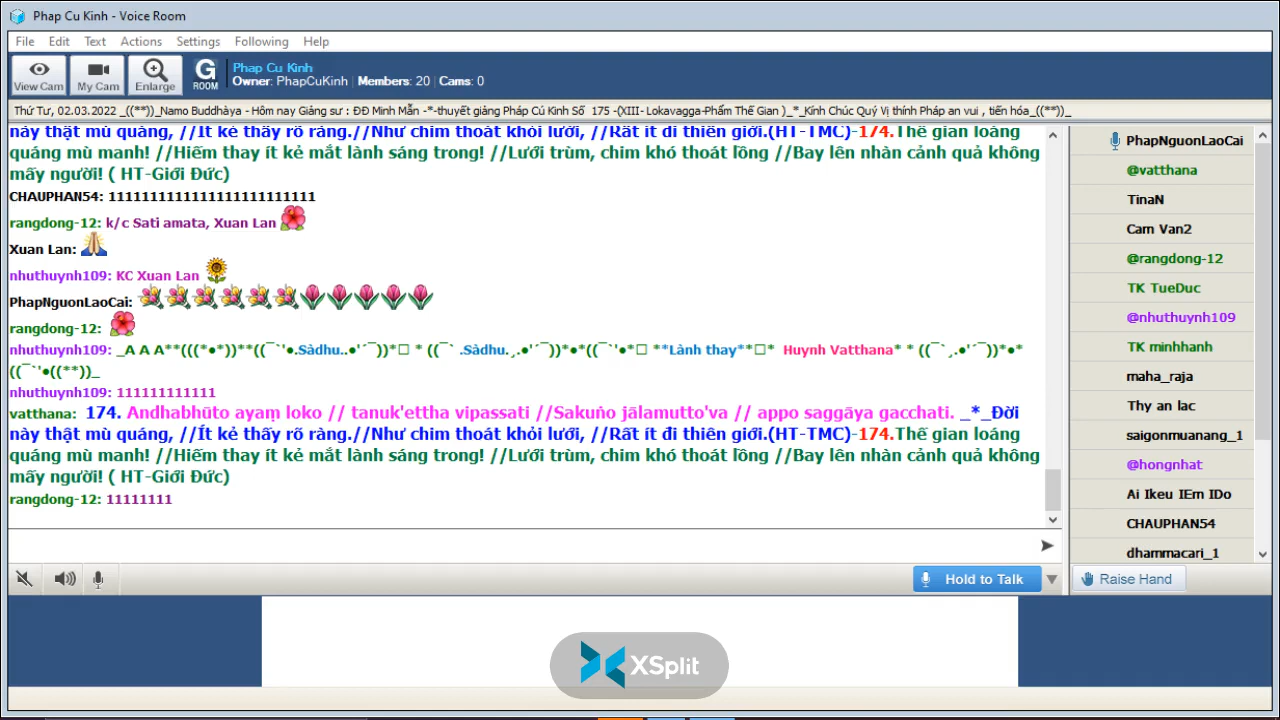 Phap Cu Kinh - Voice Room
File Edit Text Actions Settings Following Help
View Cam My Cam Enlarge G ROOM
Phap Cu Kinh
Owner: PhapCuKinh | Members: 20 | Cams: 0
Thứ Tư, 02.03.2022 _((**))_Namo Buddhàya - Hôm nay Giảng sư : ĐĐ Minh Mẫn -*-thuyết giảng Pháp Cú Kinh Số 175 -(XIII- Lokavagga-Phẩm Thế Gian )_*_Kính Chúc Quý Vị thính Pháp an vui , tiến hóa_((**))_
này thật mù quáng, //Ít kẻ thấy rõ ràng.//Như chim thoát khỏi lưới, //Rất ít đi thiên giới.(HT-TMC)-174.Thế gian loáng
quáng mù manh! //Hiếm thay ít kẻ mắt lành sáng trong! //Lưới trùm, chim khó thoát lồng //Bay lên nhàn cảnh quả không
mấy người! ( HT-Giới Đức)
CHAUPHAN54: 1111111111111111111111111111
rangdong-12: k/c Sati amata, Xuan Lan
Xuan Lan:
nhuthuynh109: KC Xuan Lan
PhapNguonLaoCai:
rangdong-12:
nhuthuynh109: _A A A**(((*•*))**((¯`'•.Sàdhu..•'´¯))*□ * ((¯` .Sàdhu.¸.•'´¯))*•*((¯`'•*□ **Lành thay**□* Huynh Vatthana* * ((¯`¸.•'´¯))*•*
((¯`'•((**))_
nhuthuynh109: 111111111111
vatthana: 174. Andhabhūto ayaṃ loko // tanuk'ettha vipassati //Sakuṅo jālamutto'va // appo saggāya gacchati. _*_Đời
này thật mù quáng, //Ít kẻ thấy rõ ràng.//Như chim thoát khỏi lưới, //Rất ít đi thiên giới.(HT-TMC)-174.Thế gian loáng
quáng mù manh! //Hiếm thay ít kẻ mắt lành sáng trong! //Lưới trùm, chim khó thoát lồng //Bay lên nhàn cảnh quả không
mấy người! ( HT-Giới Đức)
rangdong-12: 11111111
PhapNguonLaoCai
@vatthana
TinaN
Cam Van2
@rangdong-12
TK TueDuc
@nhuthuynh109
TK minhhanh
maha_raja
Thy an lac
saigonmuanang_1
@hongnhat
Ai lkeu IEm IDo
CHAUPHAN54
dhammacari_1
Hold to Talk
Raise Hand
XSplit